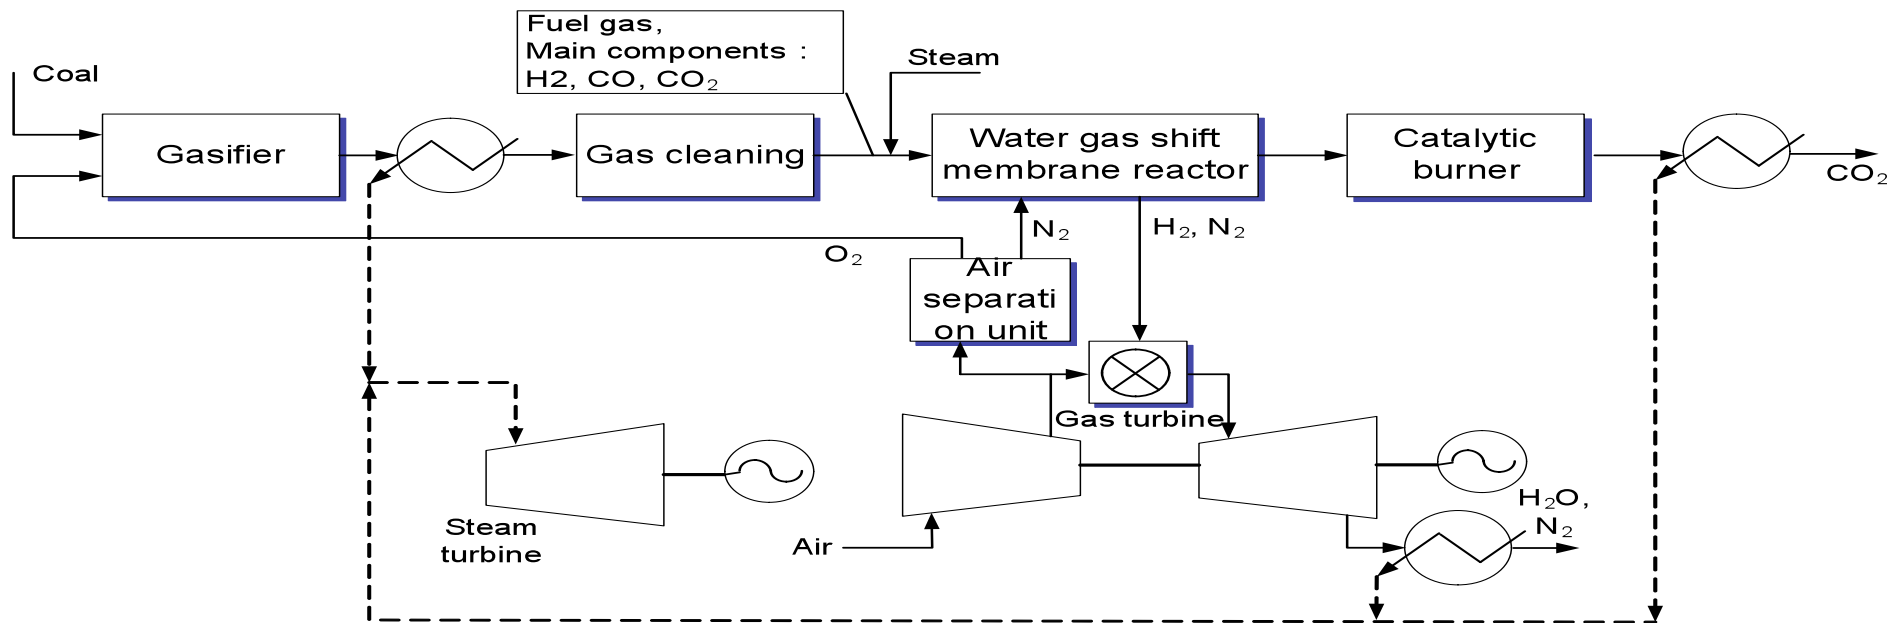 Fuel gas,
Main components :
H2, CO, CO₂
Coal
Steam
Gasifier
Gas cleaning
Water gas shift
membrane reactor
Catalytic
burner
CO₂
O₂
N₂
H₂, N₂
Air
separati
on unit
Gas turbine
Steam
turbine
Air
H₂O,
N₂